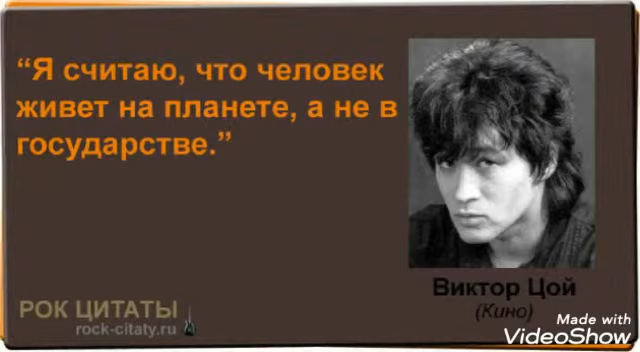 “Я считаю, что человек
живет на планете, а не в
государстве.”
Виктор Цой
(Кино)
РОК ЦИТАТЫ
rock-citaty.ru
Made with
VideoShow